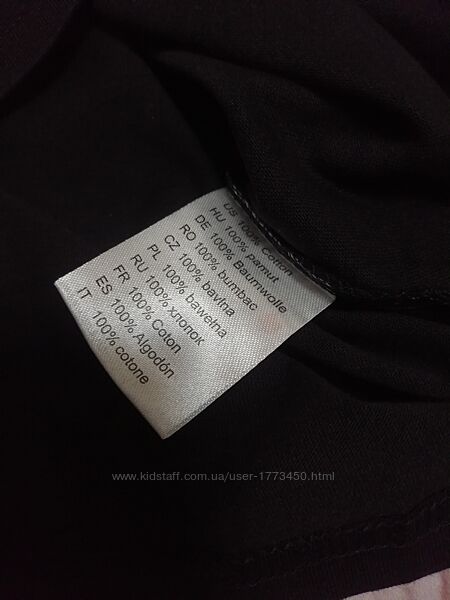 US 100% Cotton
HU 100% pamut
DE 100% Baumwolle
RO 100% bumbac
CZ 100% bavlna
PL 100% bawełna
RU 100% хлопок
FR 100% Coton
ES 100% Algodón
IT 100% cotone
www.kidstaff.com.ua/user-1773450.html